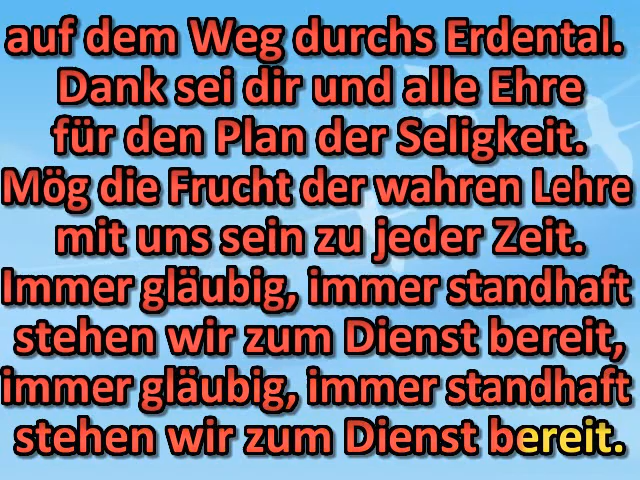 auf dem Weg durchs Erdental.
Dank sei dir und alle Ehre
für den Plan der Seligkeit.
Mög die Frucht der wahren Lehre
mit uns sein zu jeder Zeit.
Immer gläubig, immer standhaft
stehen wir zum Dienst bereit,
immer gläubig, immer standhaft
stehen wir zum Dienst bereit.